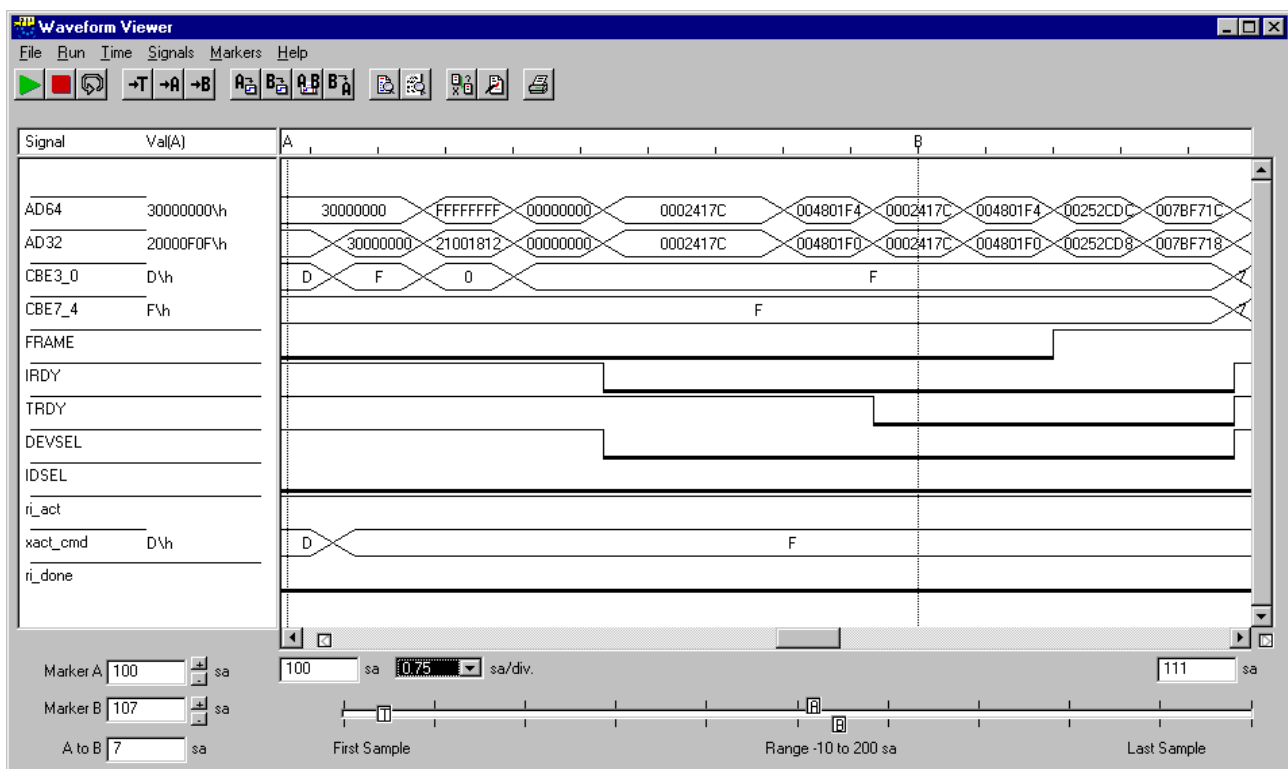 Waveform Viewer
File Run Time Signals Markers Help
→T →A →B A B A B B A
Signal Val(A) A B
AD64 30000000\h 30000000 FFFFFFFF 00000000 0002417C 004801F4 0002417C 004801F4 00252CDC 007BF71C
AD32 20000F0F\h 30000000 21001812 00000000 0002417C 004801F0 0002417C 004801F0 00252CD8 007BF718
CBE3_0 D\h D F 0 F 7
CBE7_4 F\h F 7
FRAME
IRDY
TRDY
DEVSEL
IDSEL
ri_act
xact_cmd D\h D F
ri_done
Marker A 100 + - sa 100 sa 0.75 sa/div. 111 sa
Marker B 107 + - sa T A B
A to B 7 sa First Sample Range -10 to 200 sa Last Sample